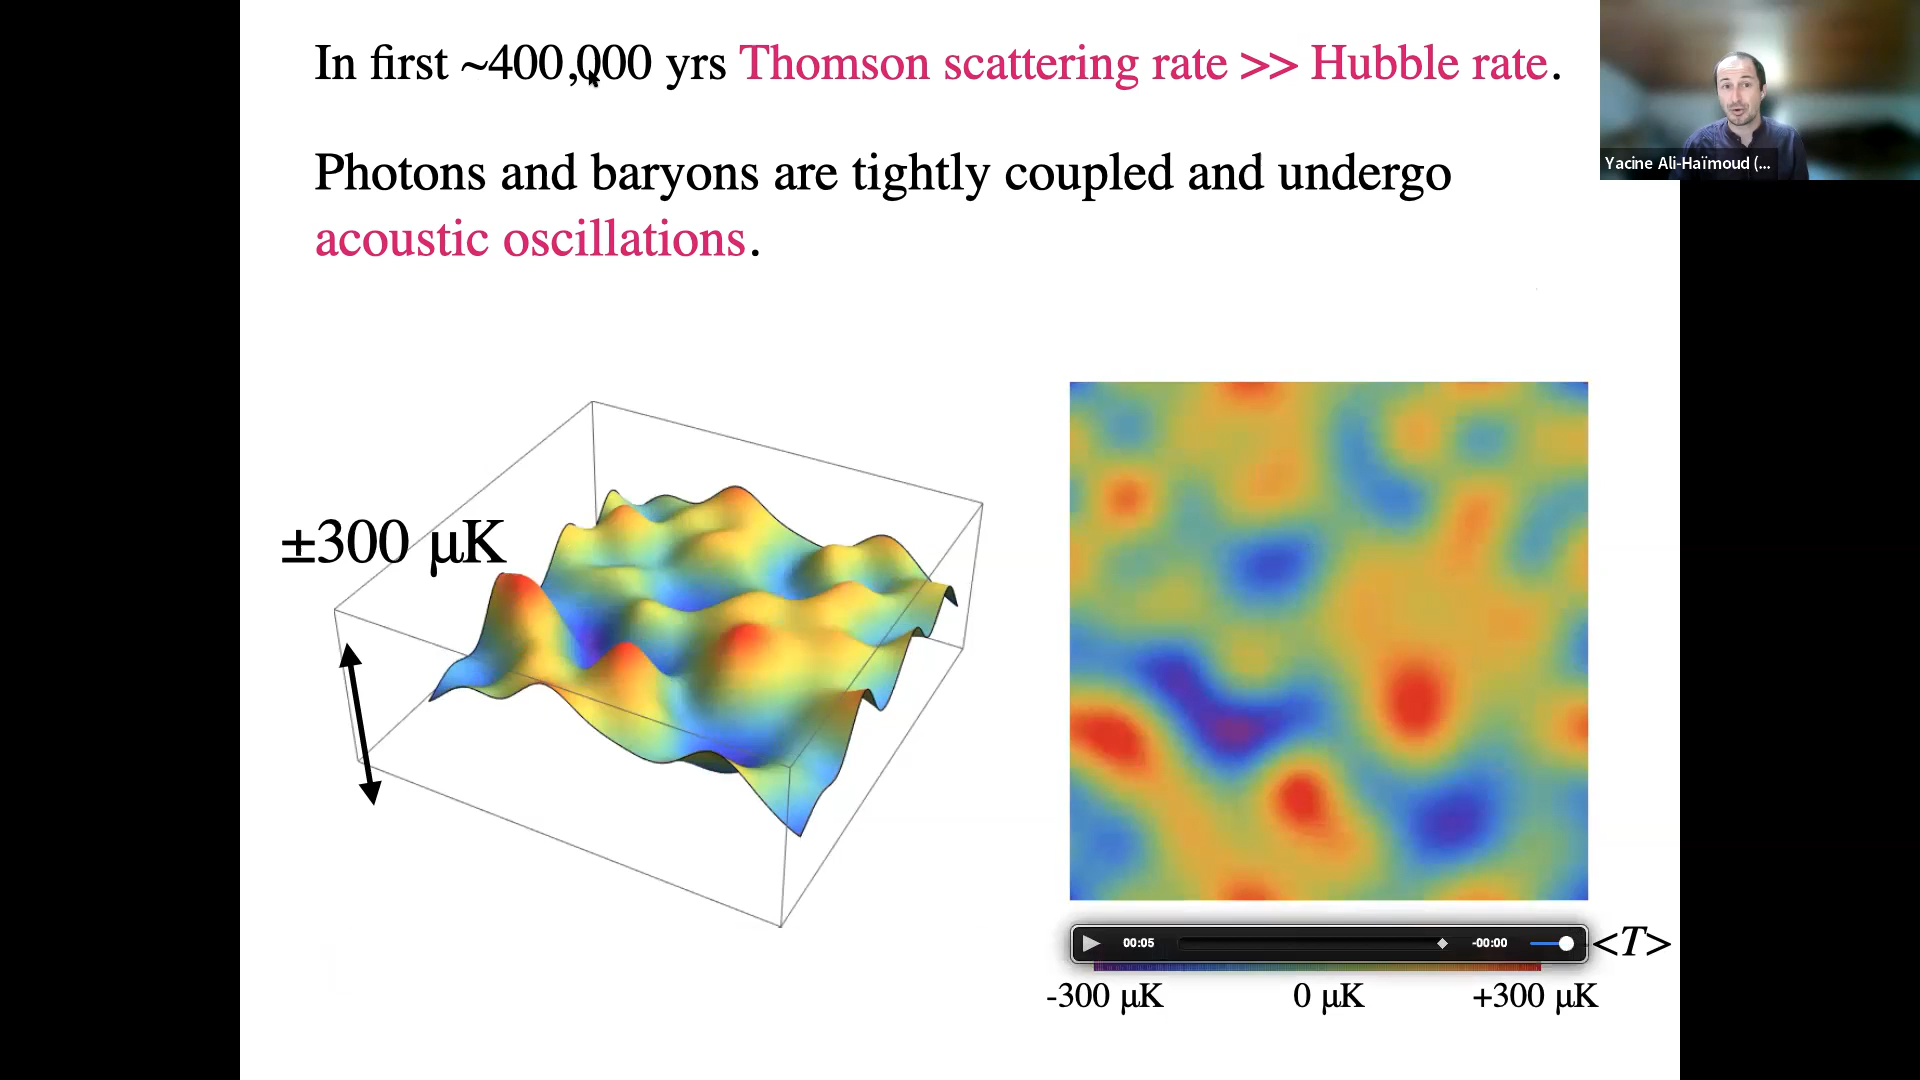 In first ~400,000 yrs Thomson scattering rate >> Hubble rate.
Photons and baryons are tightly coupled and undergo
acoustic oscillations.
Yacine Ali-Haïmoud (...
±300 μK
00:05
-00:00
<T>
-300 μK
0 μK
+300 μK